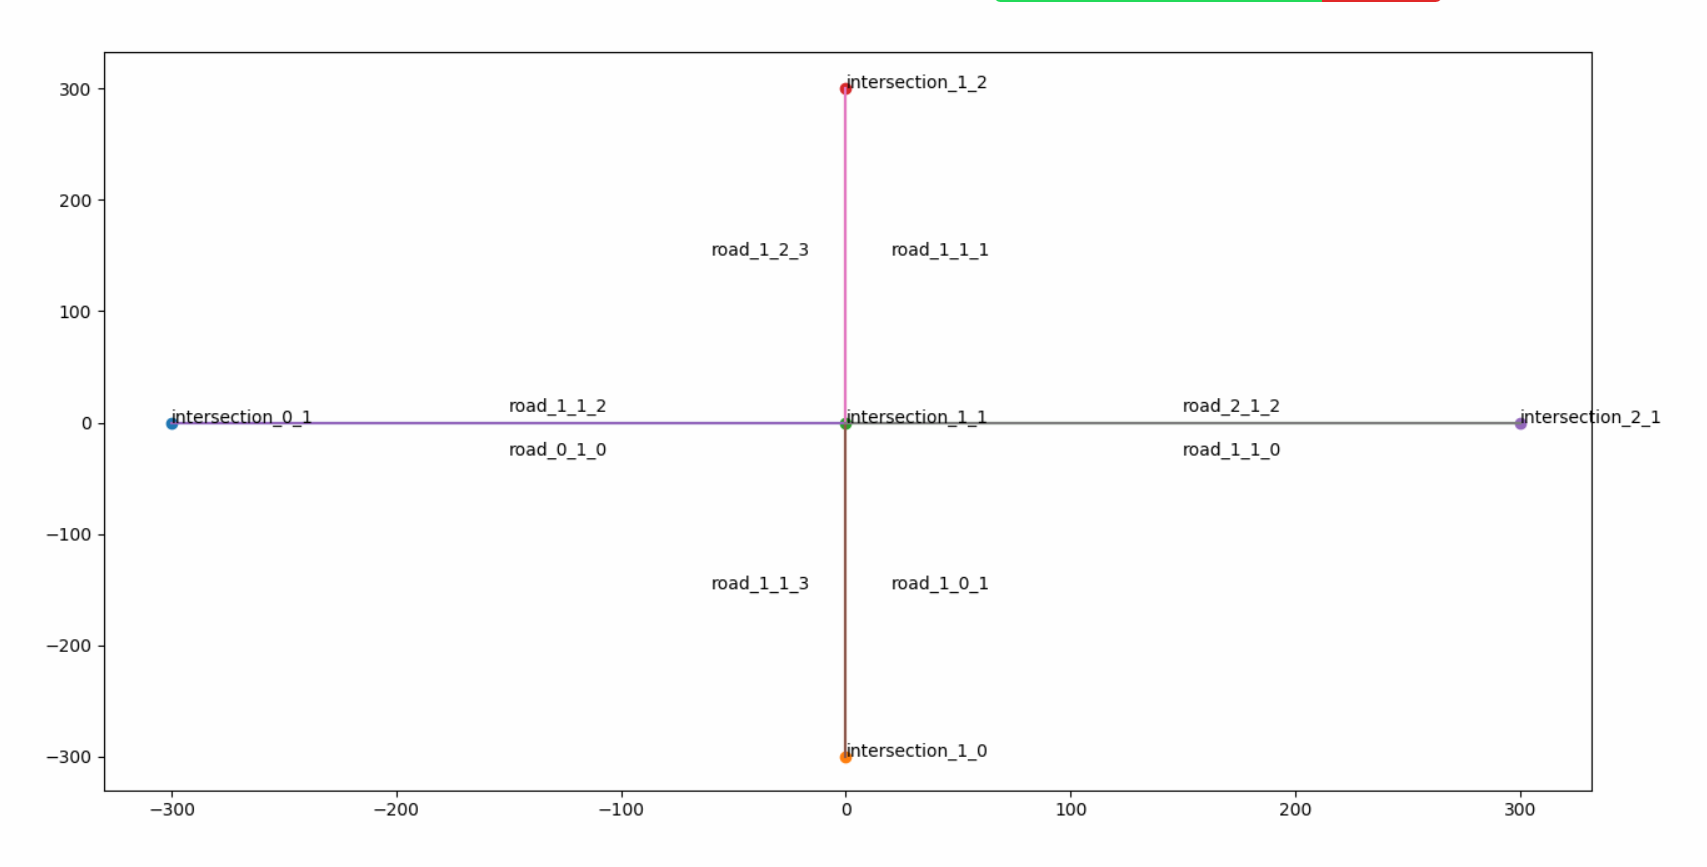 intersection_1_2
300
200
road_1_2_3 road_1_1_1
100
road_1_1_2 road_2_1_2
0 intersection_0_1 intersection_1_1 intersection_2_1
road_0_1_0 road_1_1_0
−100
road_1_1_3 road_1_0_1
−200
−300 intersection_1_0
−300 −200 −100 0 100 200 300